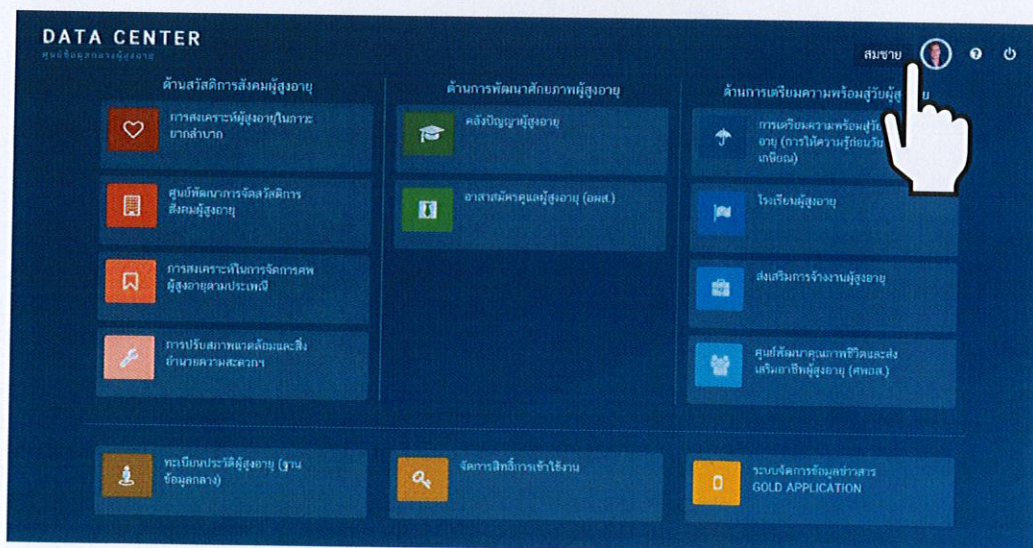 DATA CENTER
ศูนย์ข้อมูลกลางผู้สูงอายุ
สมชาย
ด้านสวัสดิการสังคมผู้สูงอายุ
การสงเคราะห์ผู้สูงอายุในภาวะ
ยากลำบาก
ศูนย์พัฒนาการจัดสวัสดิการ
สังคมผู้สูงอายุ
การสงเคราะห์ในการจัดการศพ
ผู้สูงอายุตามประเพณี
การปรับสภาพแวดล้อมและสิ่ง
อำนวยความสะดวกฯ
ด้านการพัฒนาศักยภาพผู้สูงอายุ
คลังปัญญาผู้สูงอายุ
อาสาสมัครดูแลผู้สูงอายุ (อผส.)
ด้านการเตรียมความพร้อมสู่วัยผู้สูง
การเตรียมความพร้อมสู่วัย
อายุ (การให้ความรู้ก่อนวัย
เกษียณ)
โรงเรียนผู้สูงอายุ
ส่งเสริมการจ้างงานผู้สูงอายุ
ศูนย์พัฒนาคุณภาพชีวิตและส่ง
เสริมอาชีพผู้สูงอายุ (ศพอส.)
ทะเบียนประวัติผู้สูงอายุ (ฐาน
ข้อมูลกลาง)
จัดการสิทธิ์การเข้าใช้งาน
ระบบจัดการข้อมูลข่าวสาร
GOLD APPLICATION